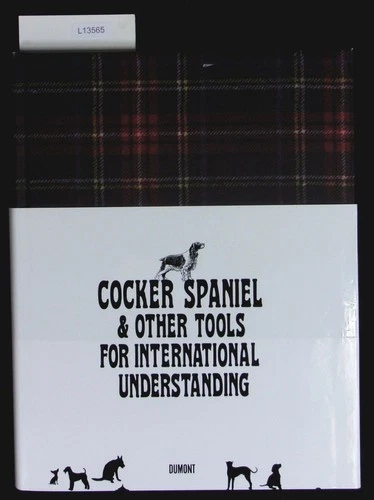 L13565
COCKER SPANIEL
& OTHER TOOLS
FOR INTERNATIONAL
UNDERSTANDING
DUMONT